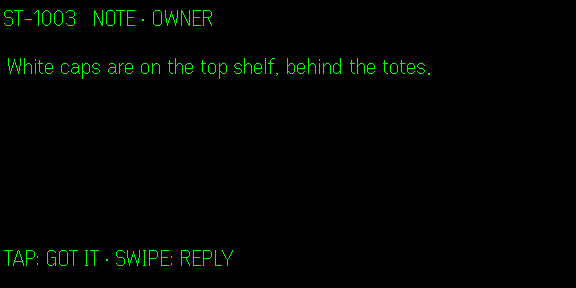 ST-1003 NOTE · OWNER
White caps are on the top shelf, behind the totes.
TAP: GOT IT · SWIPE: REPLY